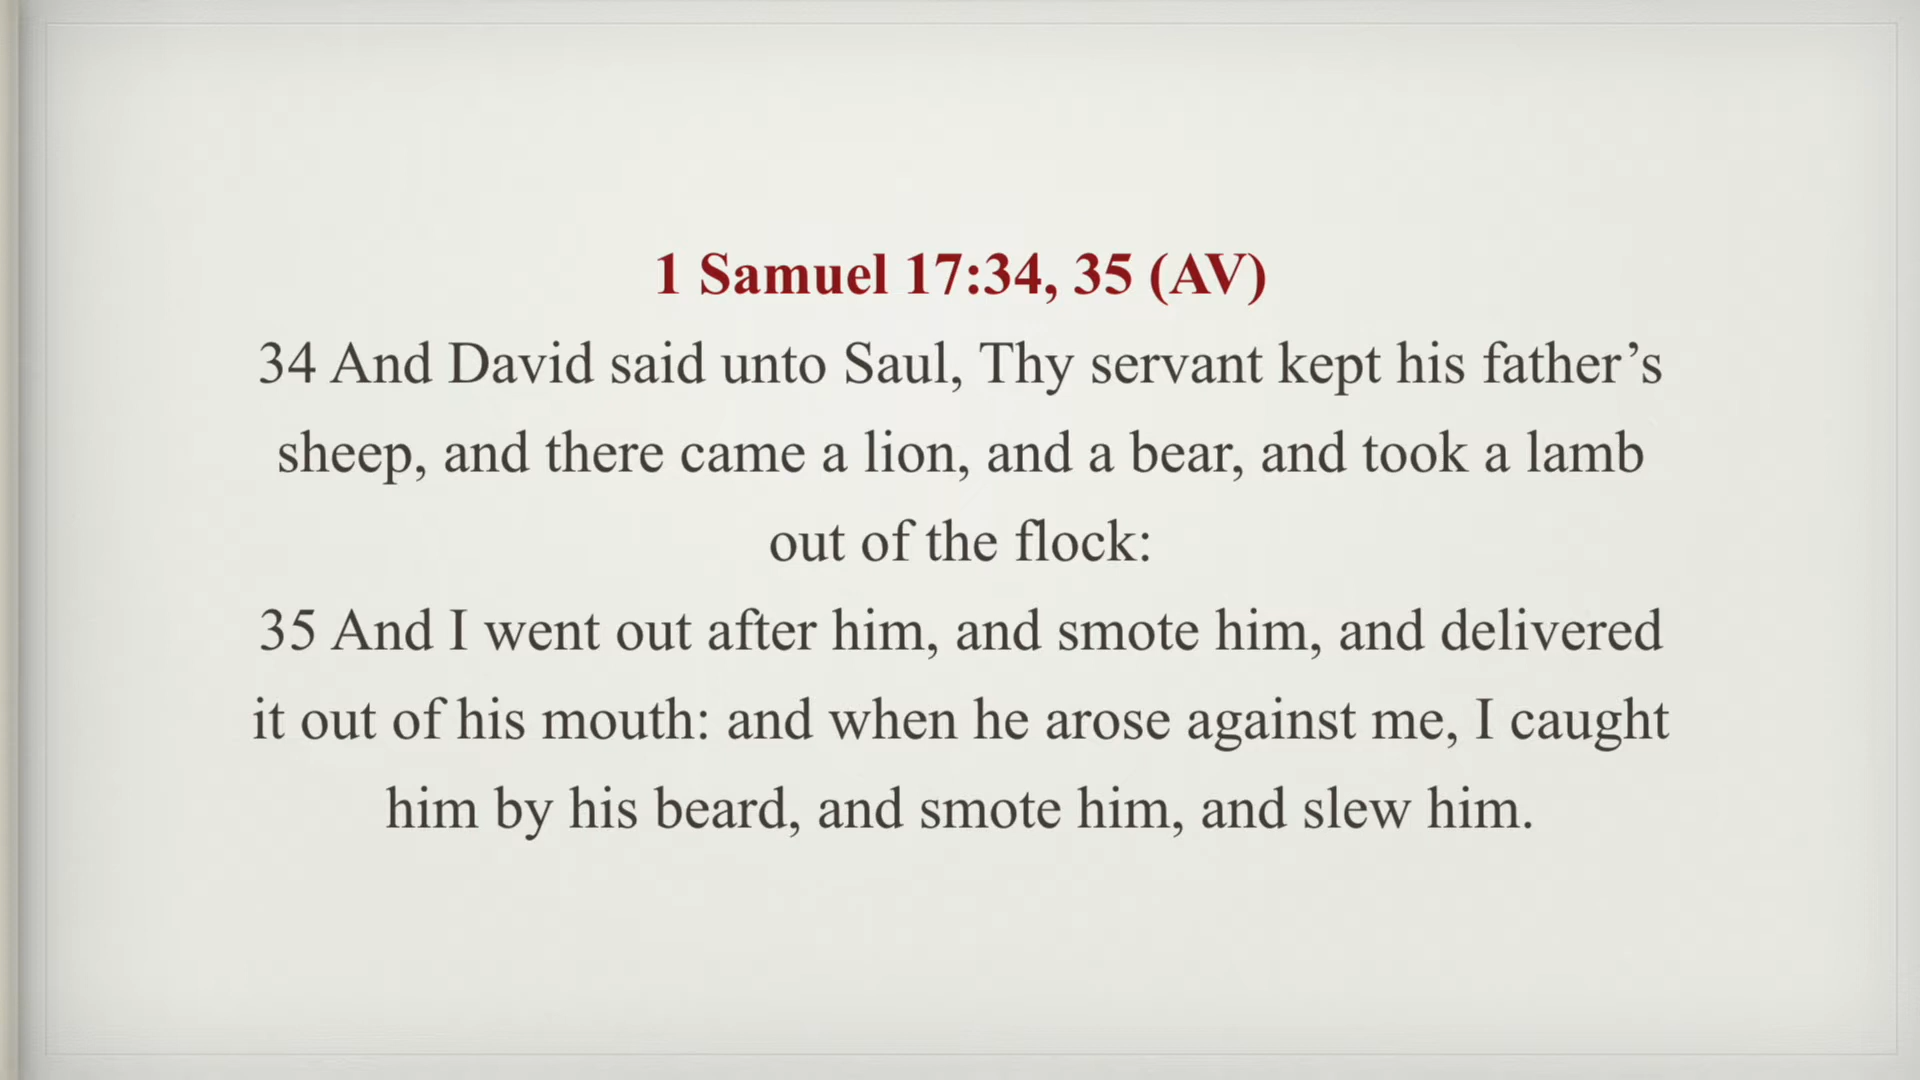 1 Samuel 17:34, 35 (AV)
34 And David said unto Saul, Thy servant kept his father’s
sheep, and there came a lion, and a bear, and took a lamb
out of the flock:
35 And I went out after him, and smote him, and delivered
it out of his mouth: and when he arose against me, I caught
him by his beard, and smote him, and slew him.